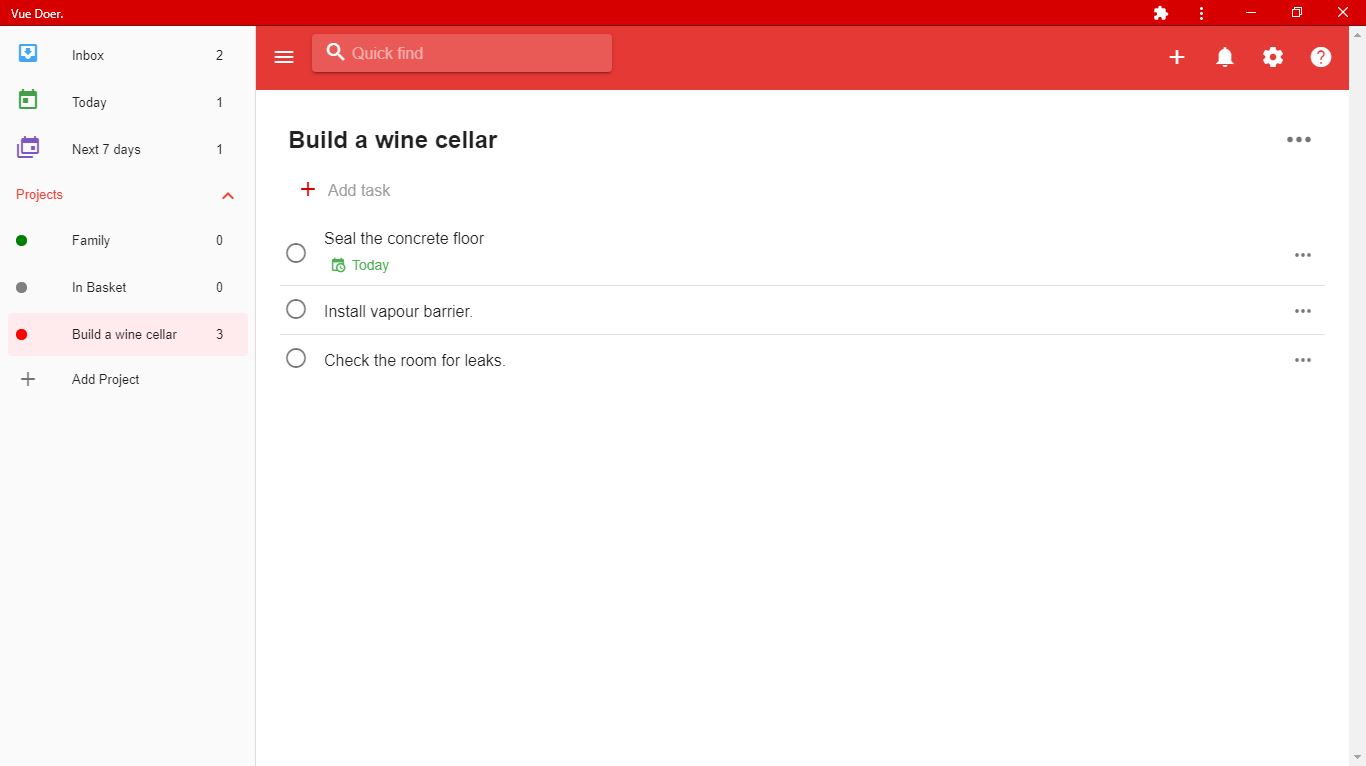 Vue Doer.
Inbox 2
Today 1
Next 7 days 1
Projects
Family 0
In Basket 0
Build a wine cellar 3
Add Project
Quick find
Build a wine cellar
Add task
Seal the concrete floor
Today
Install vapour barrier.
Check the room for leaks.